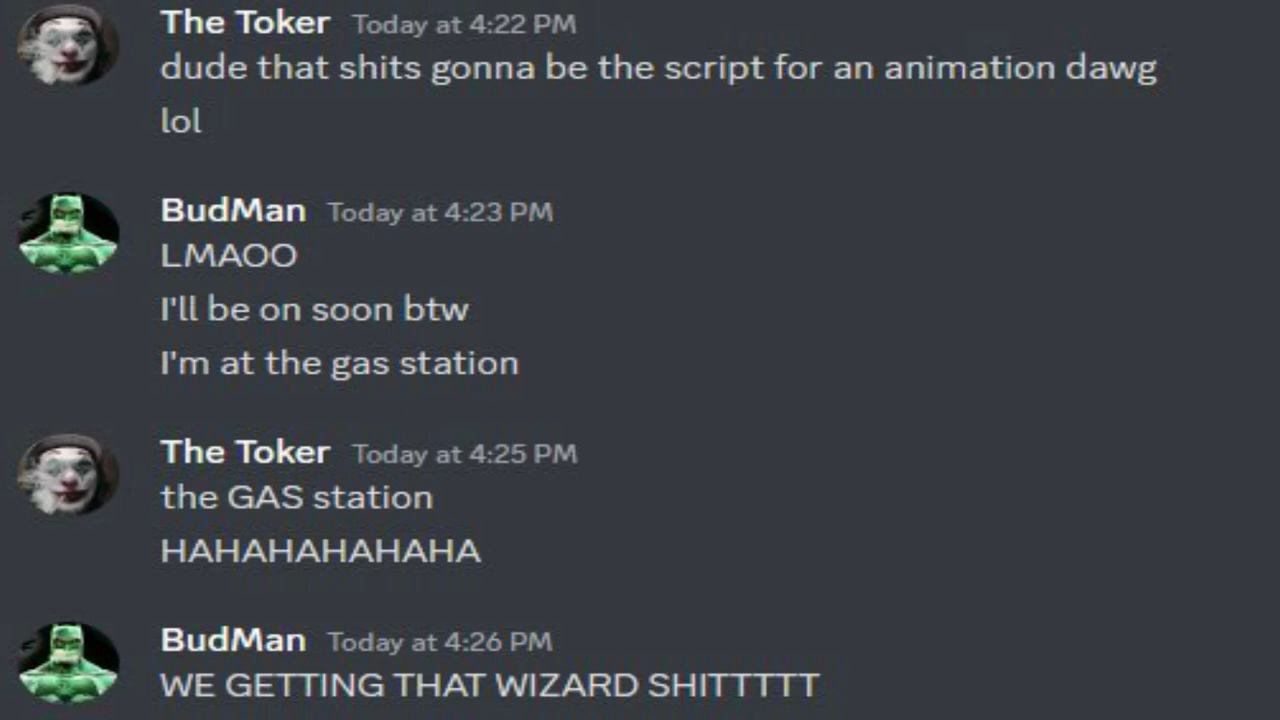 The Toker Today at 4:22 PM
dude that shits gonna be the script for an animation dawg
lol
BudMan Today at 4:23 PM
LMAOO
I'll be on soon btw
I'm at the gas station
The Toker Today at 4:25 PM
the GAS station
HAHAHAHAHAHA
BudMan Today at 4:26 PM
WE GETTING THAT WIZARD SHITTTTT